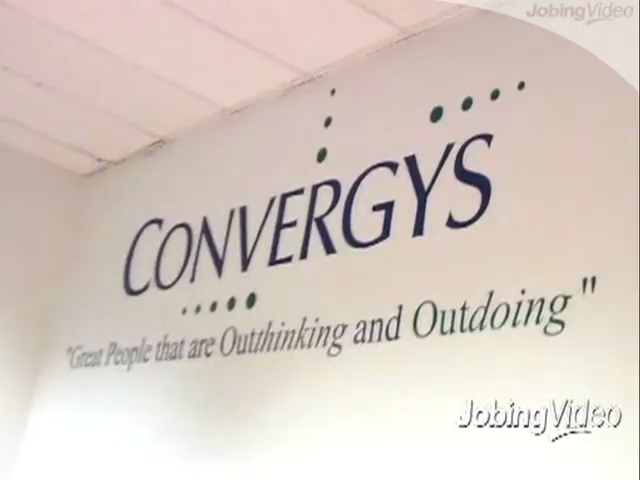 JobingVideo
CONVERGYS
"Great People that are Outthinking and Outdoing"
JobingVideo